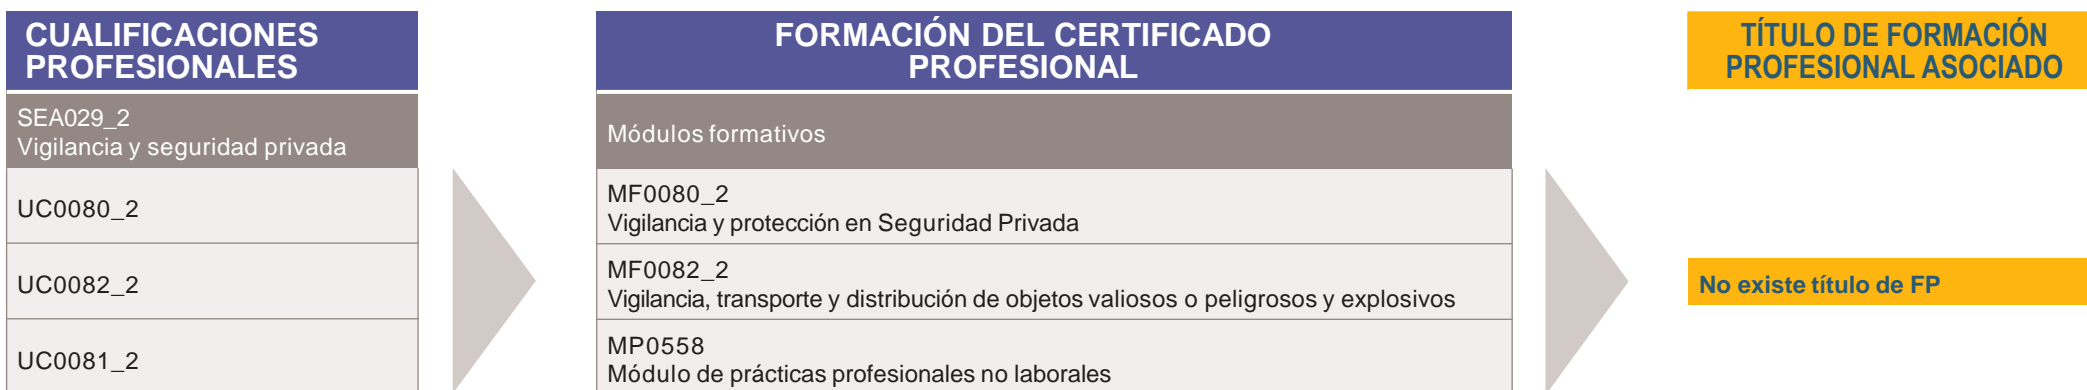 CUALIFICACIONES
PROFESIONALES
SEA029_2
Vigilancia y seguridad privada
UC0080_2
UC0082_2
UC0081_2
FORMACIÓN DEL CERTIFICADO
PROFESIONAL
Módulos formativos
MF0080_2
Vigilancia y protección en Seguridad Privada
MF0082_2
Vigilancia, transporte y distribución de objetos valiosos o peligrosos y explosivos
MP0558
Módulo de prácticas profesionales no laborales
TÍTULO DE FORMACIÓN
PROFESIONAL ASOCIADO
No existe título de FP